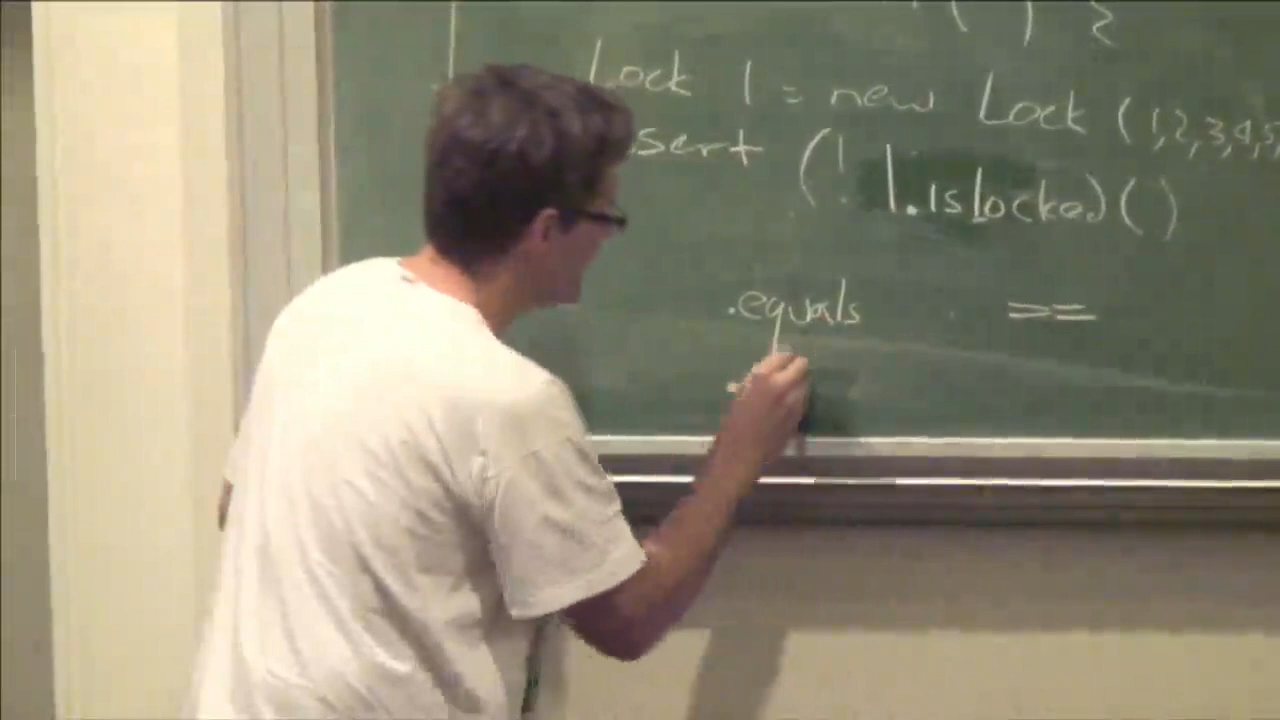 ( ) }
Lock l = new Lock (1,2,3,4,5,
sert (! l.isLocked)()
.equals >=